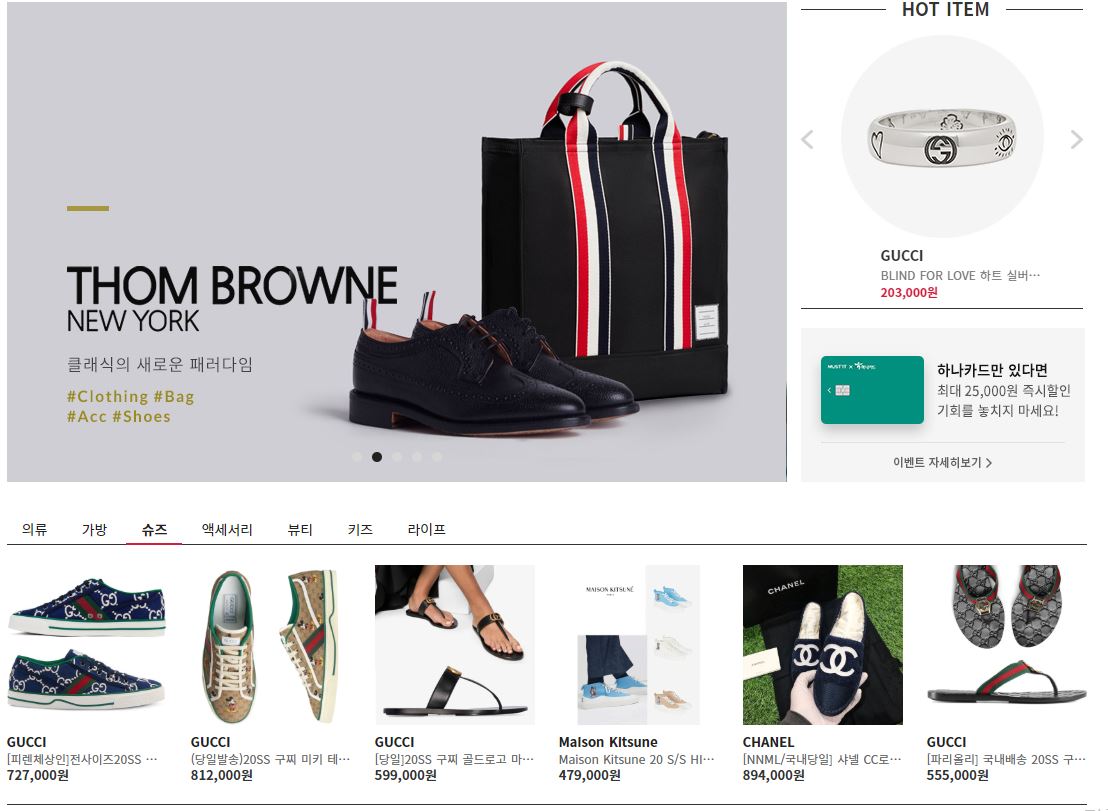 HOT ITEM
THOM BROWNE
NEW YORK
클래식의 새로운 패러다임
#Clothing #Bag
#Acc #Shoes
GUCCI
BLIND FOR LOVE 하트 실버…
203,000원
MUST'IT ×
하나카드만 있다면
최대 25,000원 즉시할인
기회를 놓치지 마세요!
이벤트 자세히보기 >
의류 가방 슈즈 액세서리 뷰티 키즈 라이프
MAISON KITSUNÉ
PARIS
CHANEL
GUCCI
[피렌체상인]전사이즈20SS …
727,000원
GUCCI
(당일발송)20SS 구찌 미키 테…
812,000원
GUCCI
[당일]20SS 구찌 골드로고 마…
599,000원
Maison Kitsune
Maison Kitsune 20 S/S HI…
479,000원
CHANEL
[NNML/국내당일] 샤넬 CC로…
894,000원
GUCCI
[파리올리] 국내배송 20SS 구…
555,000원